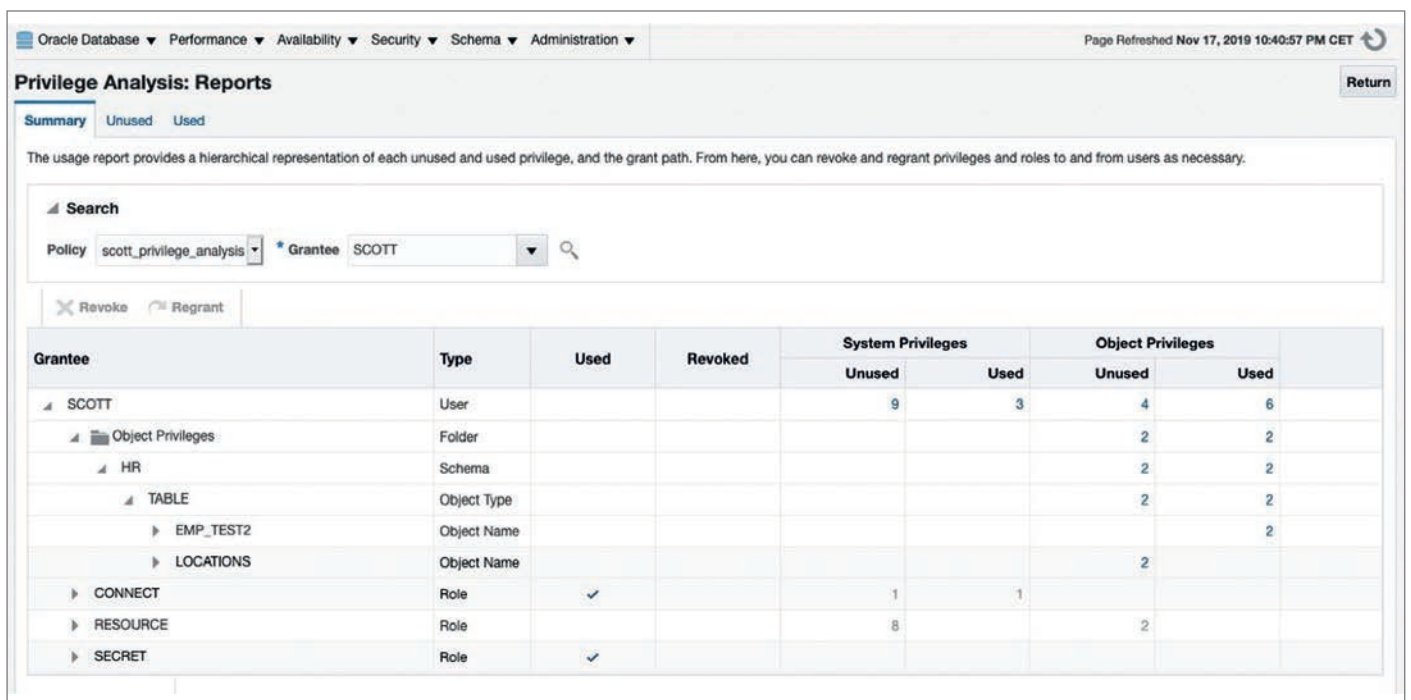 Oracle Database Performance Availability Security Schema Administration Page Refreshed Nov 17, 2019 10:40:57 PM CET
Privilege Analysis: Reports Return
Summary Unused Used
The usage report provides a hierarchical representation of each unused and used privilege, and the grant path. From here, you can revoke and regrant privileges and roles to and from users as necessary.
Search
Policy scott_privilege_analysis * Grantee SCOTT
Revoke Regrant
System Privileges Object Privileges
Grantee Type Used Revoked
Unused Used Unused Used
SCOTT User 9 3 4 6
Object Privileges Folder 2 2
HR Schema 2 2
TABLE Object Type 2 2
EMP_TEST2 Object Name 2
LOCATIONS Object Name 2
CONNECT Role ✓ 1 1
RESOURCE Role 8 2
SECRET Role ✓